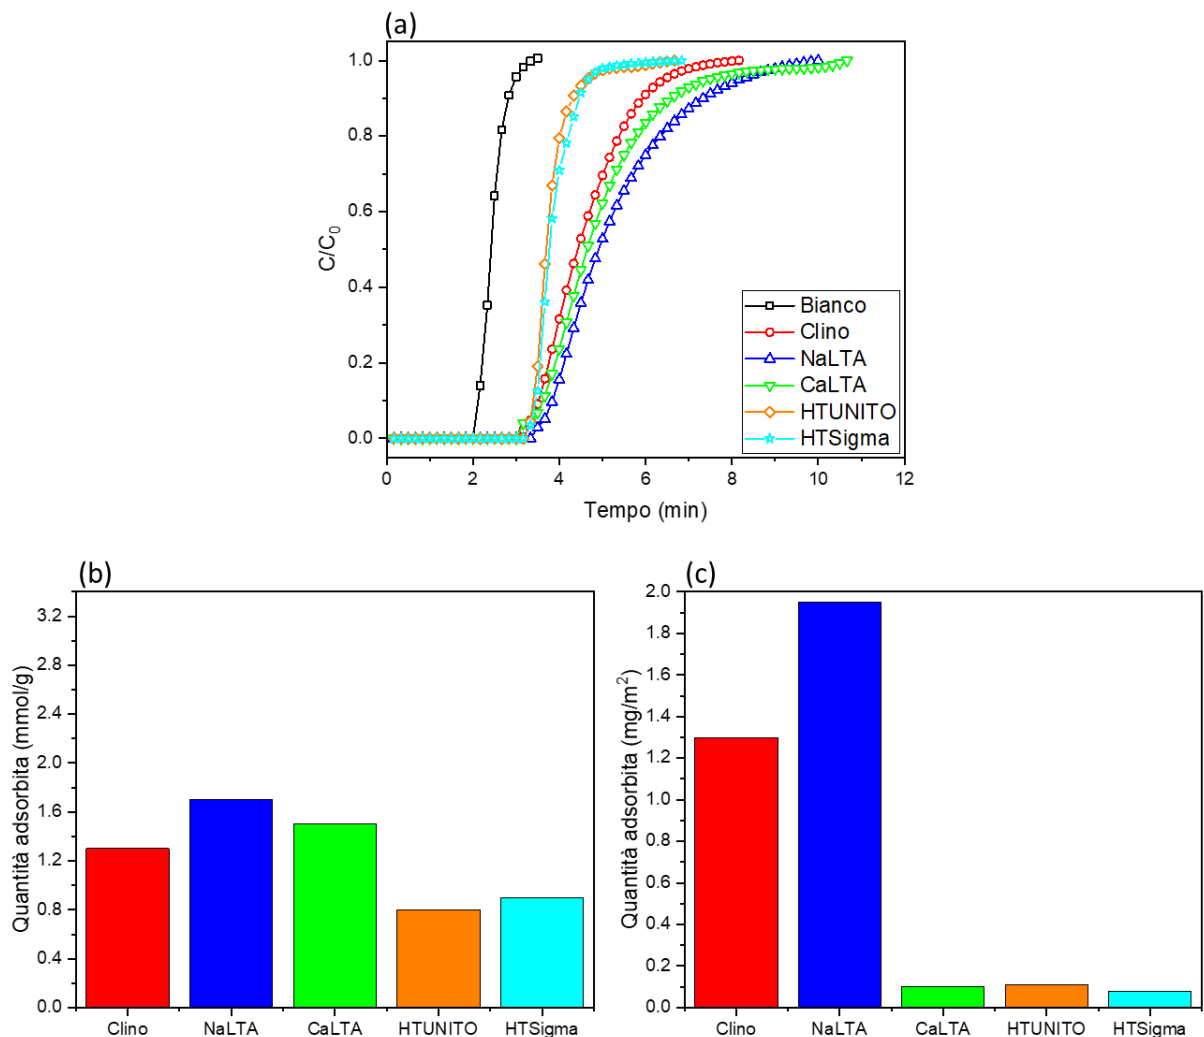 (a)
C/C0
1.0
0.8
0.6
0.4
0.2
0.0
0 2 4 6 8 10 12
Tempo (min)
Bianco
Clino
NaLTA
CaLTA
HTUNITO
HTSigma
(b)
Quantità adsorbita (mmol/g)
3.2
2.8
2.4
2.0
1.6
1.2
0.8
0.4
0.0
Clino NaLTA CaLTA HTUNITO HTSigma
(c)
Quantità adsorbita (mg/m²)
2.0
1.8
1.6
1.4
1.2
1.0
0.8
0.6
0.4
0.2
0.0
Clino NaLTA CaLTA HTUNITO HTSigma